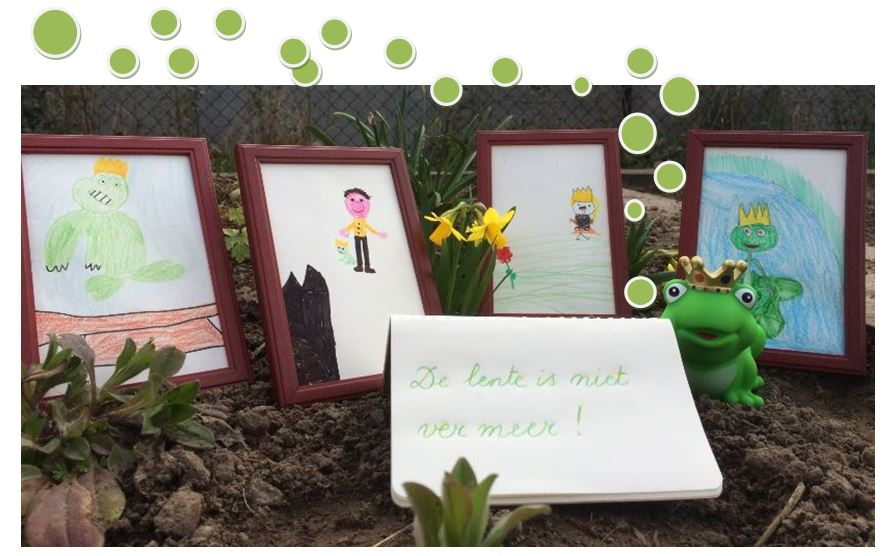 De lente is niet
ver meer !